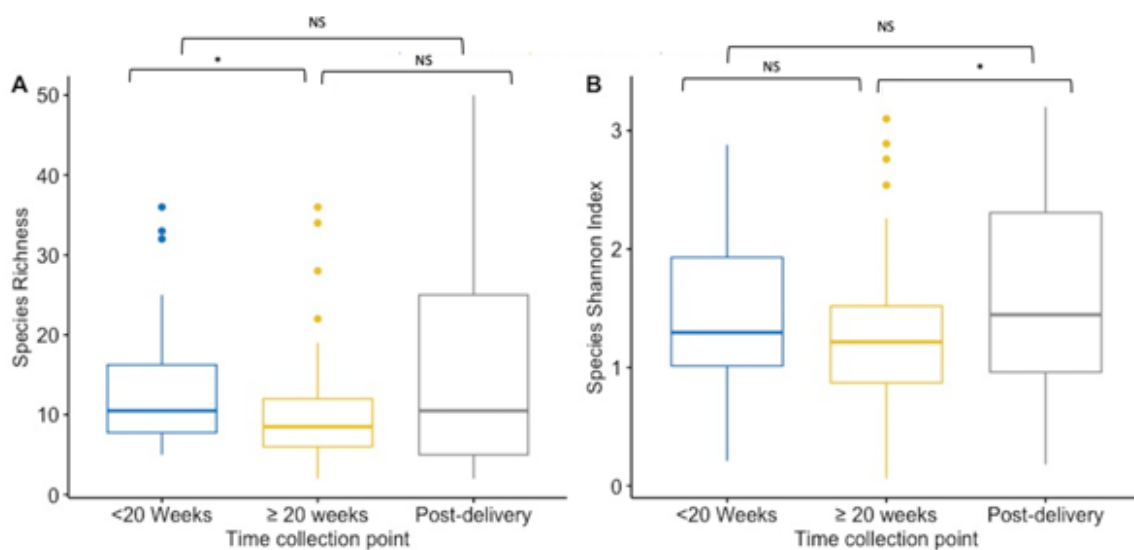 NS
* NS
A
50
40
30
20
10
0
Species Richness
<20 Weeks ≥ 20 weeks Post-delivery
Time collection point
NS
NS *
B
3
2
1
0
Species Shannon Index
<20 Weeks ≥ 20 weeks Post-delivery
Time collection point